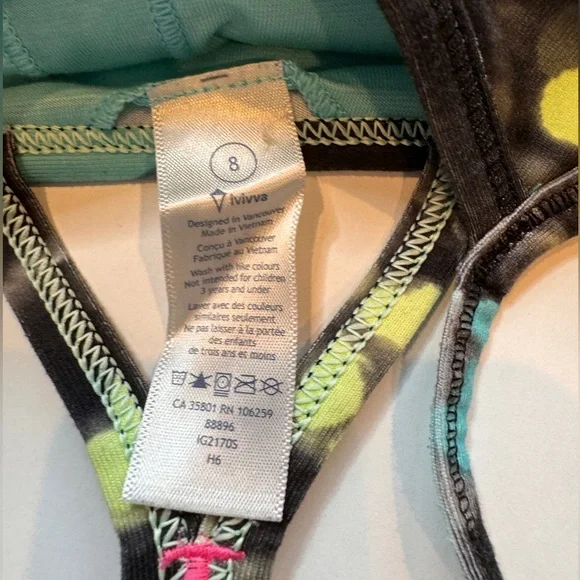 8
ivivva
Designed in Vancouver
Made in Vietnam
Conçu à Vancouver
Fabriqué au Vietnam
Wash with like colours
Not intended for children
3 years and under
Laver avec des couleurs
similaires seulement.
Ne pas laisser à la portée
des enfants
de trois ans et moins
CA 35801 RN 106259
88896
IG2170S
H6